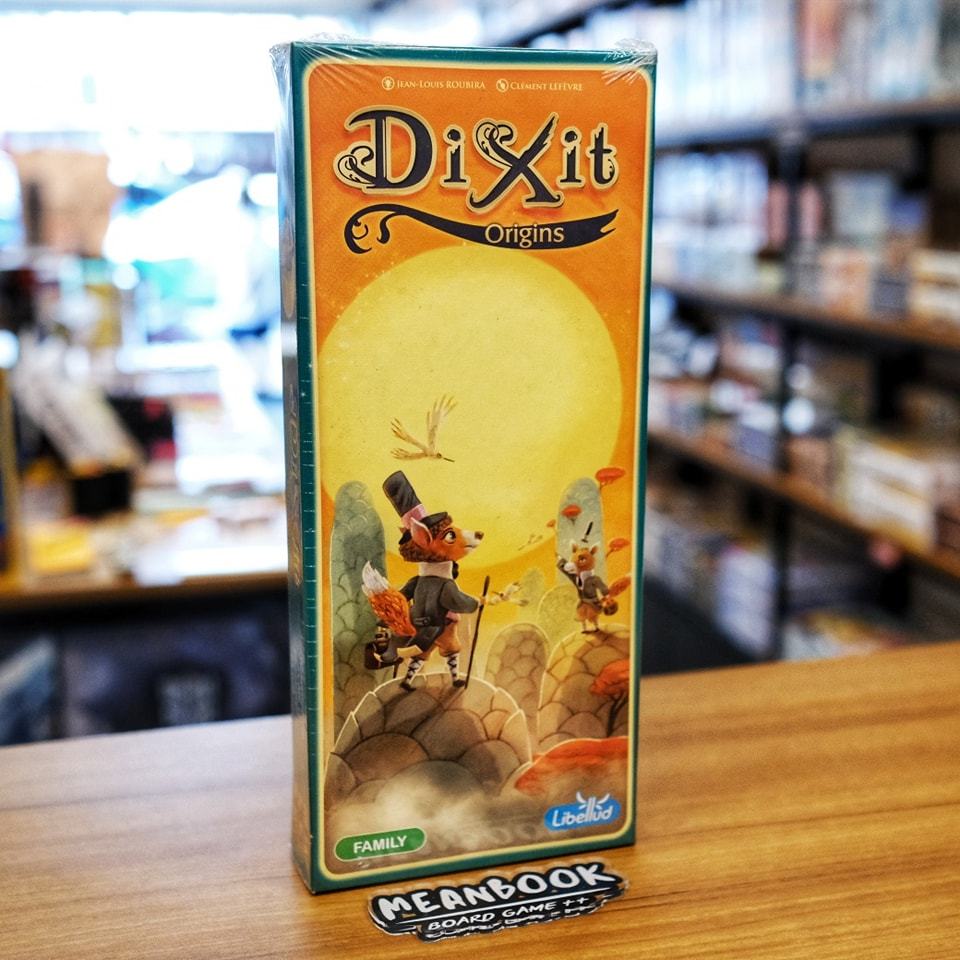 JEAN-LOUIS ROUBIRA CLÉMENT LEFÈVRE
DiXit
Origins
Libellud
FAMILY
MEANBOOK
BOARD GAME ++